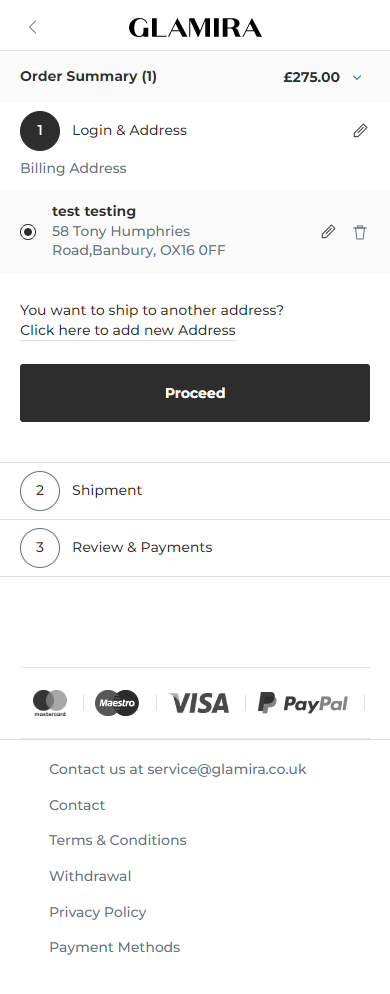 GLAMIRA
Order Summary (1)
£275.00
1
Login & Address
Billing Address
test testing
58 Tony Humphries
Road,Banbury, OX16 0FF
You want to ship to another address?
Click here to add new Address
Proceed
2
Shipment
3
Review & Payments
mastercard
Maestro
VISA
PayPal
Contact us at service@glamira.co.uk
Contact
Terms & Conditions
Withdrawal
Privacy Policy
Payment Methods